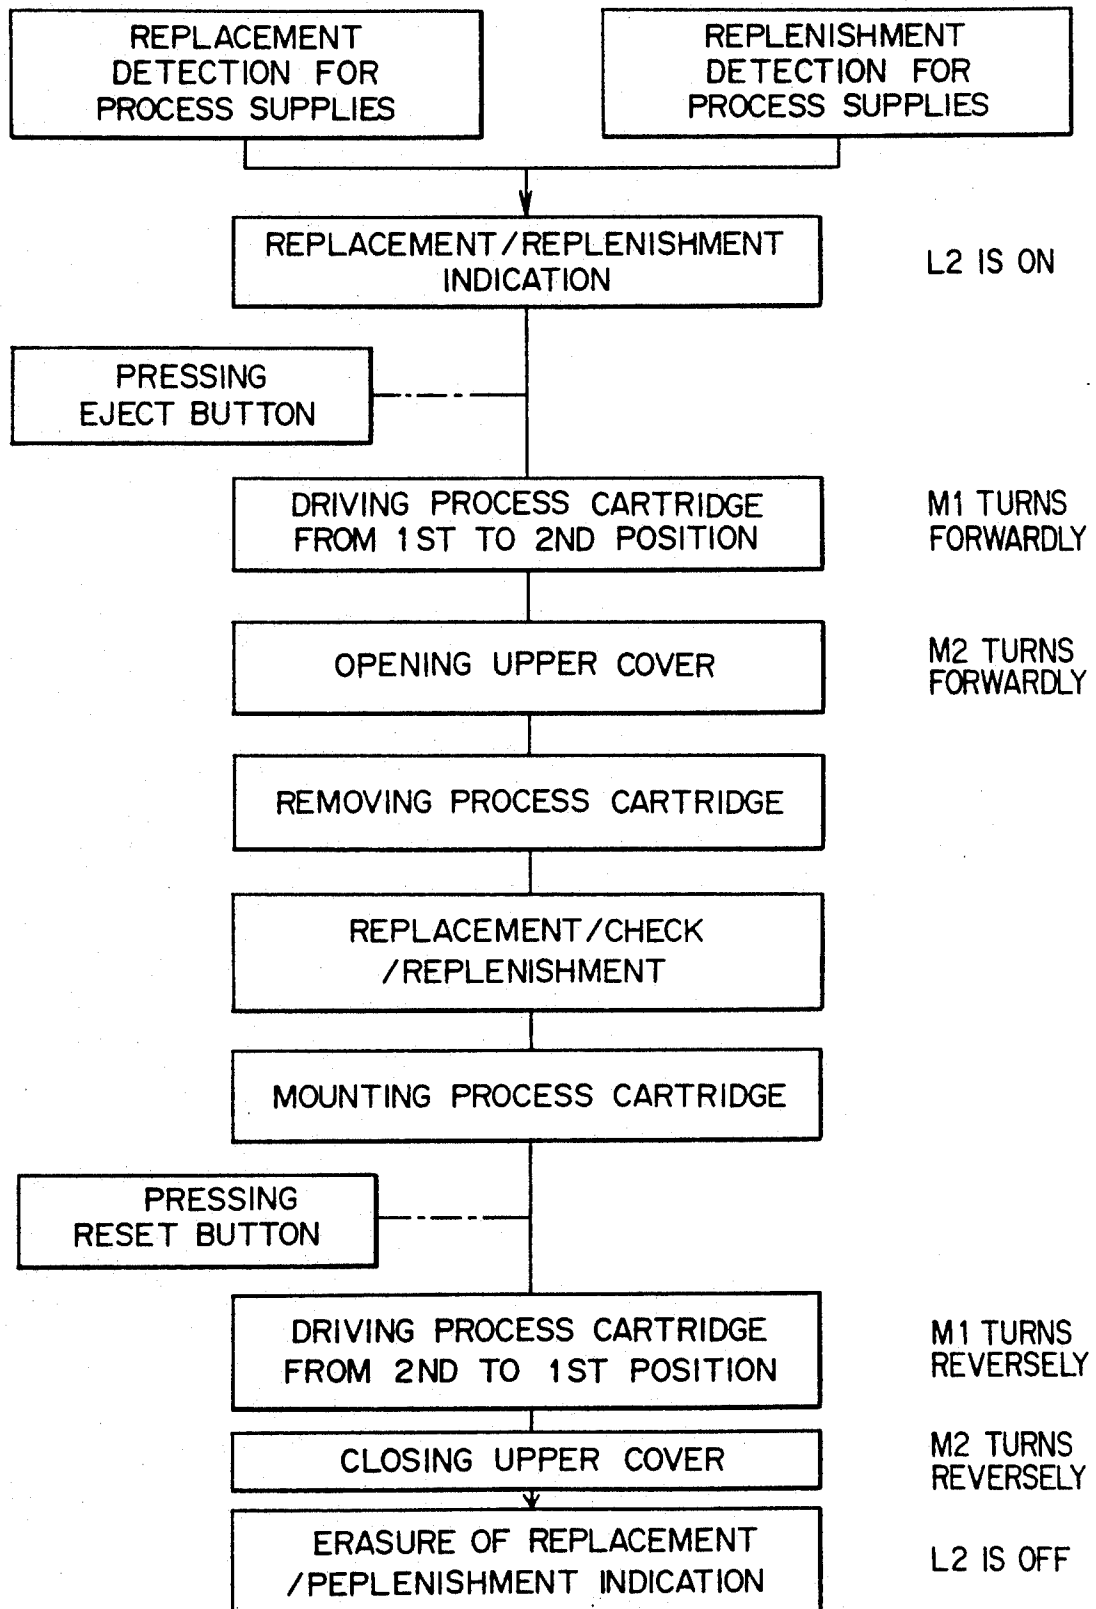 REPLACEMENT
DETECTION FOR
PROCESS SUPPLIES
REPLENISHMENT
DETECTION FOR
PROCESS SUPPLIES
REPLACEMENT/REPLENISHMENT
INDICATION
L2 IS ON
PRESSING
EJECT BUTTON
DRIVING PROCESS CARTRIDGE
FROM 1ST TO 2ND POSITION
M1 TURNS
FORWARDLY
OPENING UPPER COVER
M2 TURNS
FORWARDLY
REMOVING PROCESS CARTRIDGE
REPLACEMENT/CHECK
/REPLENISHMENT
MOUNTING PROCESS CARTRIDGE
PRESSING
RESET BUTTON
DRIVING PROCESS CARTRIDGE
FROM 2ND TO 1ST POSITION
M1 TURNS
REVERSELY
CLOSING UPPER COVER
M2 TURNS
REVERSELY
ERASURE OF REPLACEMENT
/PEPLENISHMENT INDICATION
L2 IS OFF